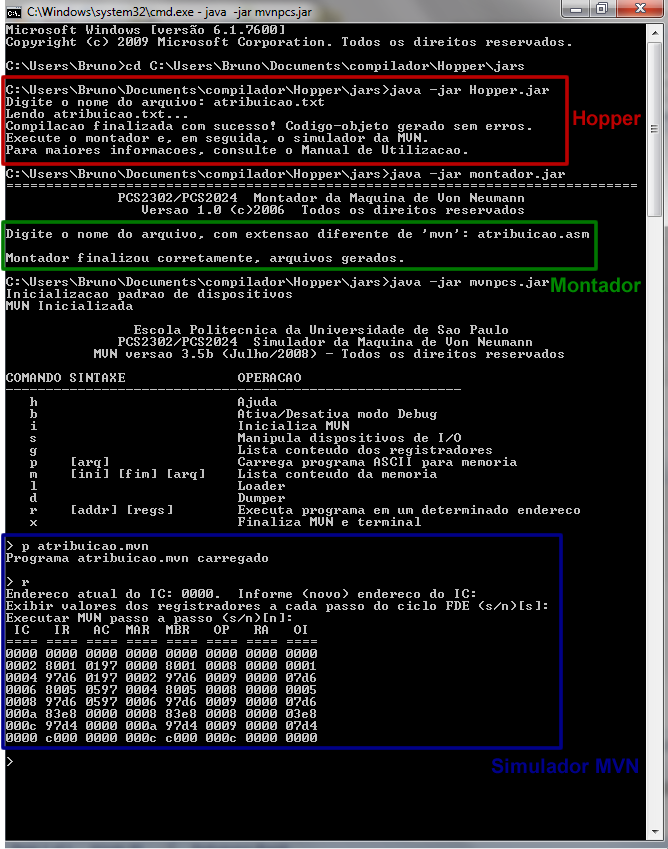 C:\Windows\system32\cmd.exe - java -jar mvnpcs.jar
Microsoft Windows [versão 6.1.7600]
Copyright (c) 2009 Microsoft Corporation. Todos os direitos reservados.
C:\Users\Bruno>cd C:\Users\Bruno\Documents\compilador\Hopper\jars
C:\Users\Bruno\Documents\compilador\Hopper\jars>java -jar Hopper.jar
Digite o nome do arquivo: atribuicao.txt
Lendo atribuicao.txt...
Compilacao finalizada com sucesso! Codigo-objeto gerado sem erros.
Execute o montador e, em seguida, o simulador da MVN.
Para maiores informacoes, consulte o Manual de Utilizacao.
Hopper
C:\Users\Bruno\Documents\compilador\Hopper\jars>java -jar montador.jar
================================================================================
PCS2302/PCS2024 Montador da Maquina de Von Neumann
Versao 1.0 (c)2006 Todos os direitos reservados
Digite o nome do arquivo, com extensao diferente de 'mvn': atribuicao.asm
Montador finalizou corretamente, arquivos gerados.
Montador
C:\Users\Bruno\Documents\compilador\Hopper\jars>java -jar mvnpcs.jar
Inicializacao padrao de dispositivos
MVN Inicializada
Escola Politecnica da Universidade de Sao Paulo
PCS2302/PCS2024 Simulador da Maquina de Von Neumann
MVN versao 3.5b (Julho/2008) - Todos os direitos reservados
COMANDO SINTAXE OPERACAO
---------------------------------------------------------
h Ajuda
b Ativa/Desativa modo Debug
i Inicializa MVN
s Manipula dispositivos de I/O
g Lista conteudo dos registradores
p [arq] Carrega programa ASCII para memoria
m [ini] [fim] [arq] Lista conteudo da memoria
l Loader
d Dumper
r [addr] [regs] Executa programa em um determinado endereco
x Finaliza MVN e terminal
> p atribuicao.mvn
Programa atribuicao.mvn carregado
> r
Endereco atual do IC: 0000. Informe (novo) endereco do IC:
Exibir valores dos registradores a cada passo do ciclo FDE (s/n)[s]:
Executar MVN passo a passo (s/n)[n]:
IC IR AC MAR MBR OP RA OI
==== ==== ==== ==== ==== ==== ==== ====
0000 0000 0000 0000 0000 0000 0000 0000
0002 8001 0197 0000 8001 0008 0000 0001
0004 97d6 0197 0002 97d6 0009 0000 07d6
0006 8005 0597 0004 8005 0008 0000 0005
0008 97d6 0597 0006 97d6 0009 0000 07d6
000a 83e8 0000 0008 83e8 0008 0000 03e8
000c 97d4 0000 000a 97d4 0009 0000 07d4
0000 c000 0000 000c c000 000c 0000 0000
>
Simulador MVN